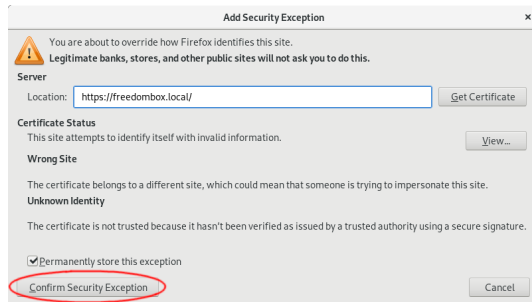 Add Security Exception
×
You are about to override how Firefox identifies this site.
Legitimate banks, stores, and other public sites will not ask you to do this.
Server
Location: https://freedombox.local/ Get Certificate
Certificate Status
This site attempts to identify itself with invalid information. View...
Wrong Site
The certificate belongs to a different site, which could mean that someone is trying to impersonate this site.
Unknown Identity
The certificate is not trusted because it hasn't been verified as issued by a trusted authority using a secure signature.
Permanently store this exception
Confirm Security Exception Cancel